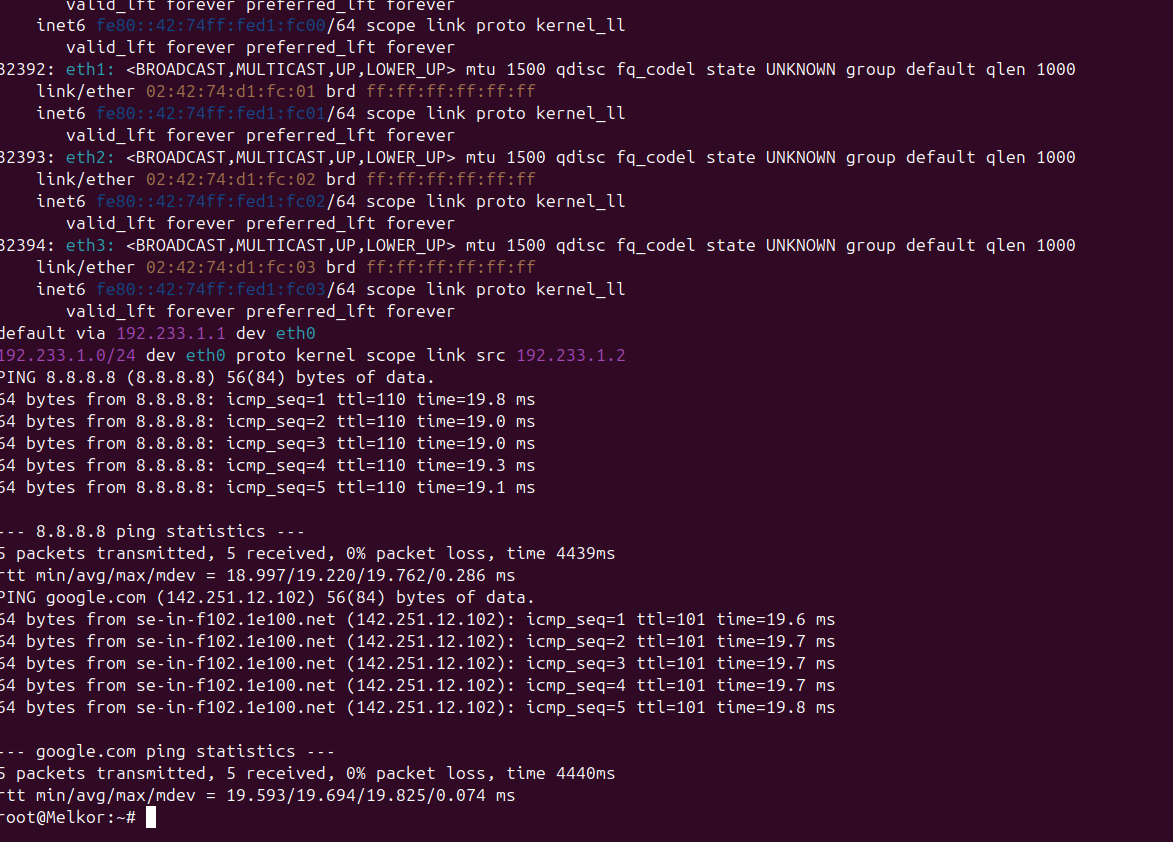 valid_lft forever preferred_lft forever
inet6 fe80::42:74ff:fed1:fc00/64 scope link proto kernel_ll
valid_lft forever preferred_lft forever
32392: eth1: <BROADCAST,MULTICAST,UP,LOWER_UP> mtu 1500 qdisc fq_codel state UNKNOWN group default qlen 1000
link/ether 02:42:74:d1:fc:01 brd ff:ff:ff:ff:ff:ff
inet6 fe80::42:74ff:fed1:fc01/64 scope link proto kernel_ll
valid_lft forever preferred_lft forever
32393: eth2: <BROADCAST,MULTICAST,UP,LOWER_UP> mtu 1500 qdisc fq_codel state UNKNOWN group default qlen 1000
link/ether 02:42:74:d1:fc:02 brd ff:ff:ff:ff:ff:ff
inet6 fe80::42:74ff:fed1:fc02/64 scope link proto kernel_ll
valid_lft forever preferred_lft forever
32394: eth3: <BROADCAST,MULTICAST,UP,LOWER_UP> mtu 1500 qdisc fq_codel state UNKNOWN group default qlen 1000
link/ether 02:42:74:d1:fc:03 brd ff:ff:ff:ff:ff:ff
inet6 fe80::42:74ff:fed1:fc03/64 scope link proto kernel_ll
valid_lft forever preferred_lft forever
default via 192.233.1.1 dev eth0
192.233.1.0/24 dev eth0 proto kernel scope link src 192.233.1.2
PING 8.8.8.8 (8.8.8.8) 56(84) bytes of data.
64 bytes from 8.8.8.8: icmp_seq=1 ttl=110 time=19.8 ms
64 bytes from 8.8.8.8: icmp_seq=2 ttl=110 time=19.0 ms
64 bytes from 8.8.8.8: icmp_seq=3 ttl=110 time=19.0 ms
64 bytes from 8.8.8.8: icmp_seq=4 ttl=110 time=19.3 ms
64 bytes from 8.8.8.8: icmp_seq=5 ttl=110 time=19.1 ms
--- 8.8.8.8 ping statistics ---
5 packets transmitted, 5 received, 0% packet loss, time 4439ms
rtt min/avg/max/mdev = 18.997/19.220/19.762/0.286 ms
PING google.com (142.251.12.102) 56(84) bytes of data.
64 bytes from se-in-f102.1e100.net (142.251.12.102): icmp_seq=1 ttl=101 time=19.6 ms
64 bytes from se-in-f102.1e100.net (142.251.12.102): icmp_seq=2 ttl=101 time=19.7 ms
64 bytes from se-in-f102.1e100.net (142.251.12.102): icmp_seq=3 ttl=101 time=19.7 ms
64 bytes from se-in-f102.1e100.net (142.251.12.102): icmp_seq=4 ttl=101 time=19.7 ms
64 bytes from se-in-f102.1e100.net (142.251.12.102): icmp_seq=5 ttl=101 time=19.8 ms
--- google.com ping statistics ---
5 packets transmitted, 5 received, 0% packet loss, time 4440ms
rtt min/avg/max/mdev = 19.593/19.694/19.825/0.074 ms
root@Melkor:~#